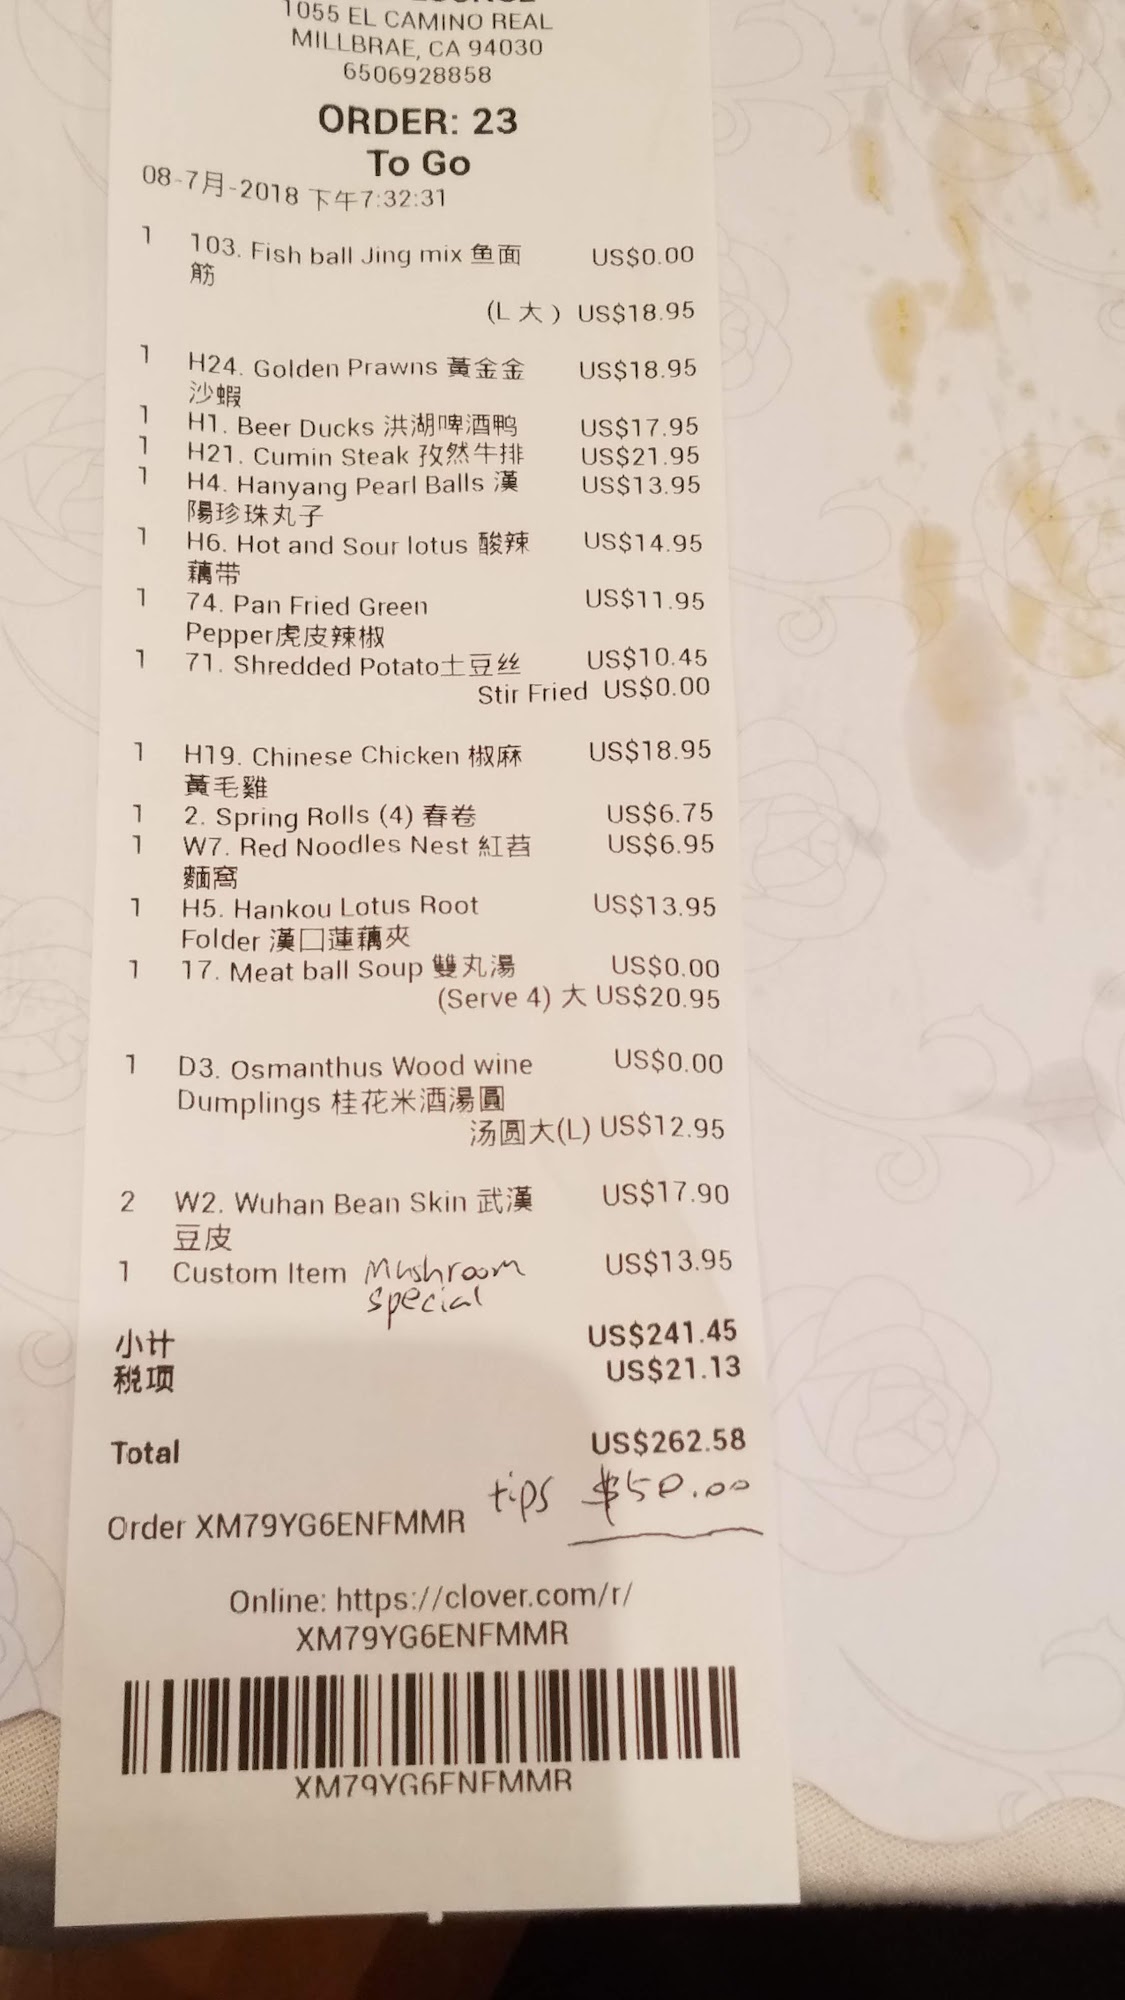 1055 EL CAMINO REAL
MILLBRAE, CA 94030
6506928858
ORDER: 23
To Go
08-7月-2018 下午7:32:31
1 103. Fish ball Jing mix 鱼面 US$0.00
筋
(L 大 ) US$18.95
1 H24. Golden Prawns 黃金金 US$18.95
沙蝦
1 H1. Beer Ducks 洪湖啤酒鸭 US$17.95
1 H21. Cumin Steak 孜然牛排 US$21.95
1 H4. Hanyang Pearl Balls 漢 US$13.95
陽珍珠丸子
1 H6. Hot and Sour lotus 酸辣 US$14.95
藕带
1 74. Pan Fried Green US$11.95
Pepper虎皮辣椒
1 71. Shredded Potato土豆丝 US$10.45
Stir Fried US$0.00
1 H19. Chinese Chicken 椒麻 US$18.95
黃毛雞
1 2. Spring Rolls (4) 春卷 US$6.75
1 W7. Red Noodles Nest 紅苕 US$6.95
麵窩
1 H5. Hankou Lotus Root US$13.95
Folder 漢口蓮藕夾
1 17. Meat ball Soup 雙丸湯 US$0.00
(Serve 4) 大 US$20.95
1 D3. Osmanthus Wood wine US$0.00
Dumplings 桂花米酒湯圓
汤圆大(L) US$12.95
2 W2. Wuhan Bean Skin 武漢 US$17.90
豆皮
1 Custom Item Mushroom US$13.95
special
小计 US$241.45
税项 US$21.13
Total US$262.58
tips $50.00
Order XM79YG6ENFMMR
Online: https://clover.com/r/
XM79YG6ENFMMR
XM79YG6ENFMMR